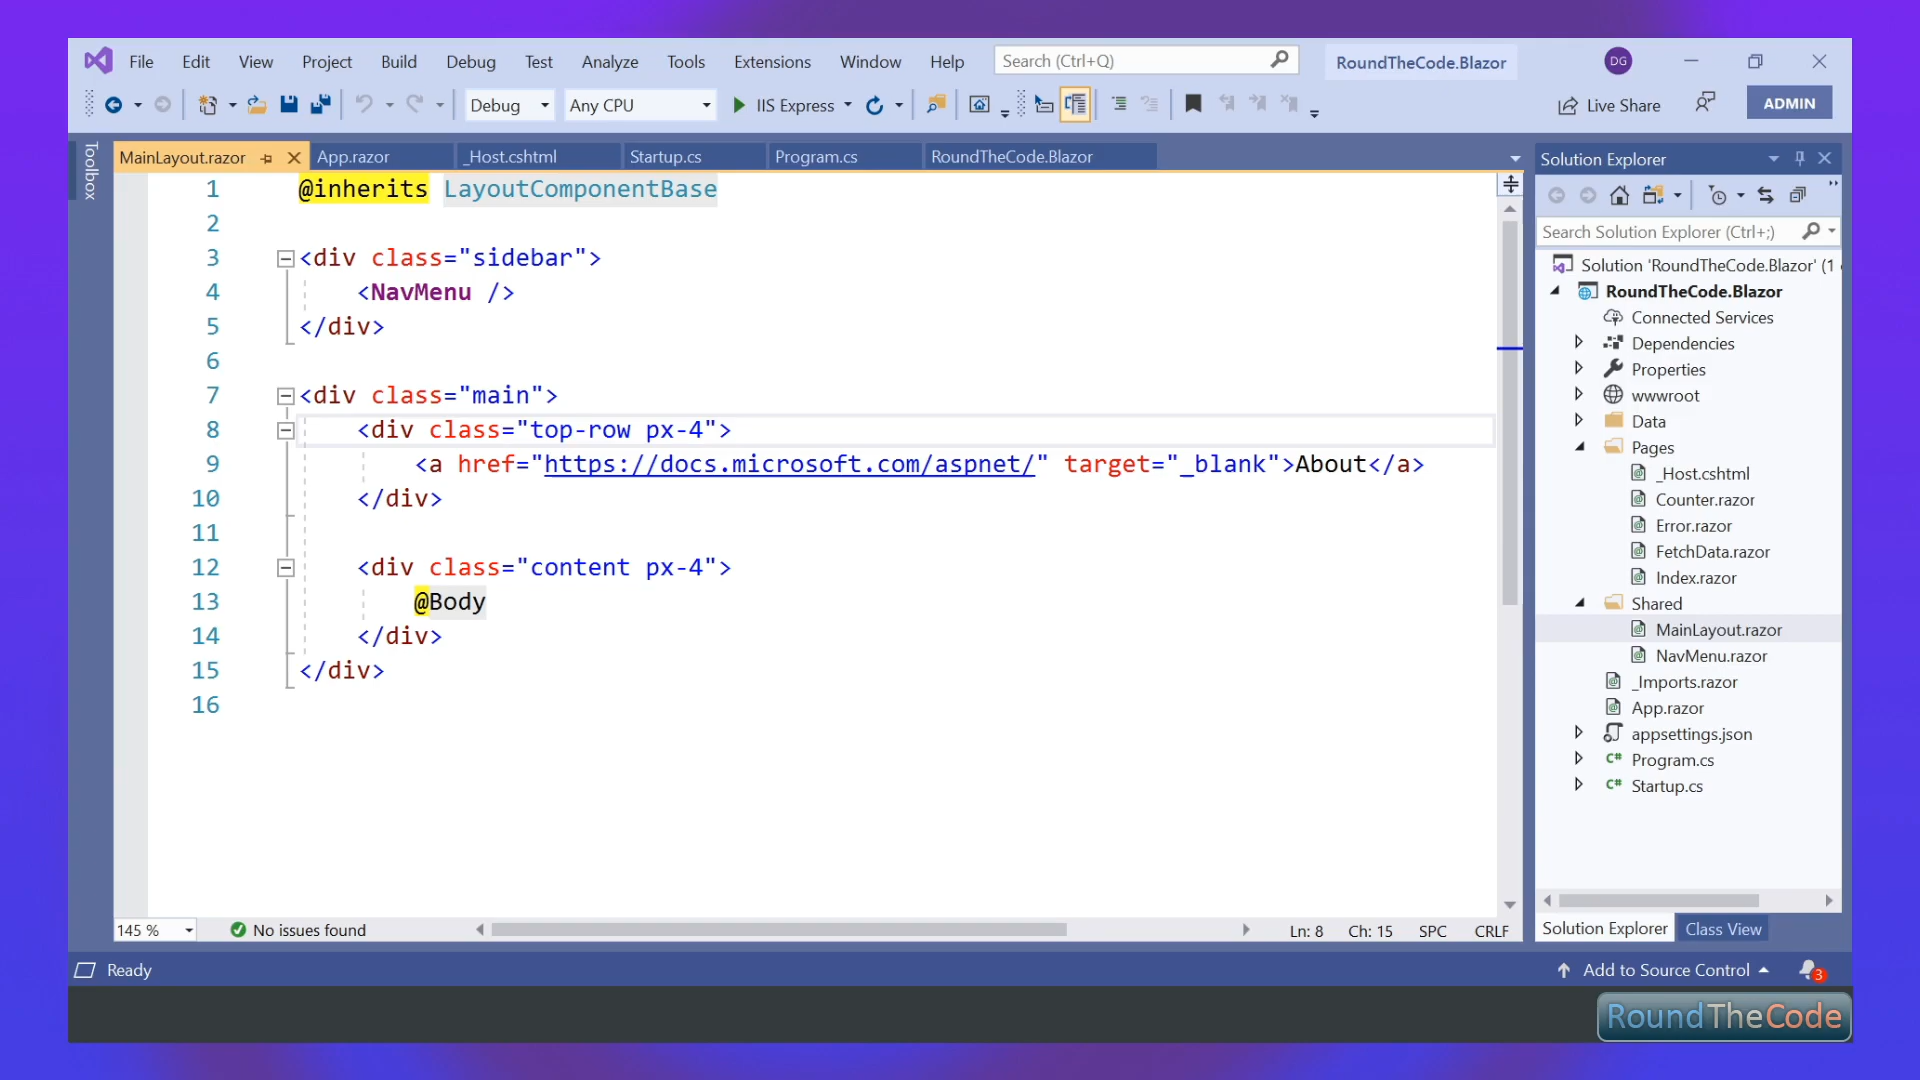 File Edit View Project Build Debug Test Analyze Tools Extensions Window Help Search (Ctrl+Q) RoundTheCode.Blazor DG
Debug Any CPU IIS Express Live Share ADMIN
Toolbox
MainLayout.razor App.razor _Host.cshtml Startup.cs Program.cs RoundTheCode.Blazor
1 @inherits LayoutComponentBase
2
3 <div class="sidebar">
4 <NavMenu />
5 </div>
6
7 <div class="main">
8 <div class="top-row px-4">
9 <a href="https://docs.microsoft.com/aspnet/" target="_blank">About</a>
10 </div>
11
12 <div class="content px-4">
13 @Body
14 </div>
15 </div>
16
145 % No issues found Ln: 8 Ch: 15 SPC CRLF
Solution Explorer
Search Solution Explorer (Ctrl+;)
Solution 'RoundTheCode.Blazor' (1
RoundTheCode.Blazor
Connected Services
Dependencies
Properties
wwwroot
Data
Pages
_Host.cshtml
Counter.razor
Error.razor
FetchData.razor
Index.razor
Shared
MainLayout.razor
NavMenu.razor
_Imports.razor
App.razor
appsettings.json
C# Program.cs
C# Startup.cs
Solution Explorer Class View
Ready Add to Source Control 3
RoundTheCode